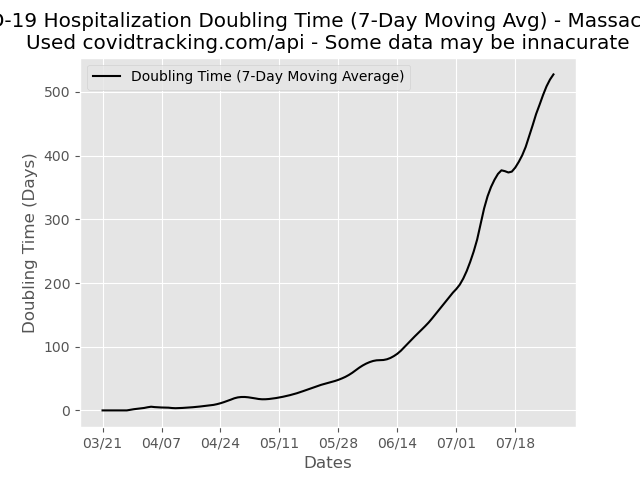 -19 Hospitalization Doubling Time (7-Day Moving Avg) - Massac
Used covidtracking.com/api - Some data may be innacurate
Doubling Time (7-Day Moving Average)
Doubling Time (Days)
500
400
300
200
100
0
03/21 04/07 04/24 05/11 05/28 06/14 07/01 07/18
Dates